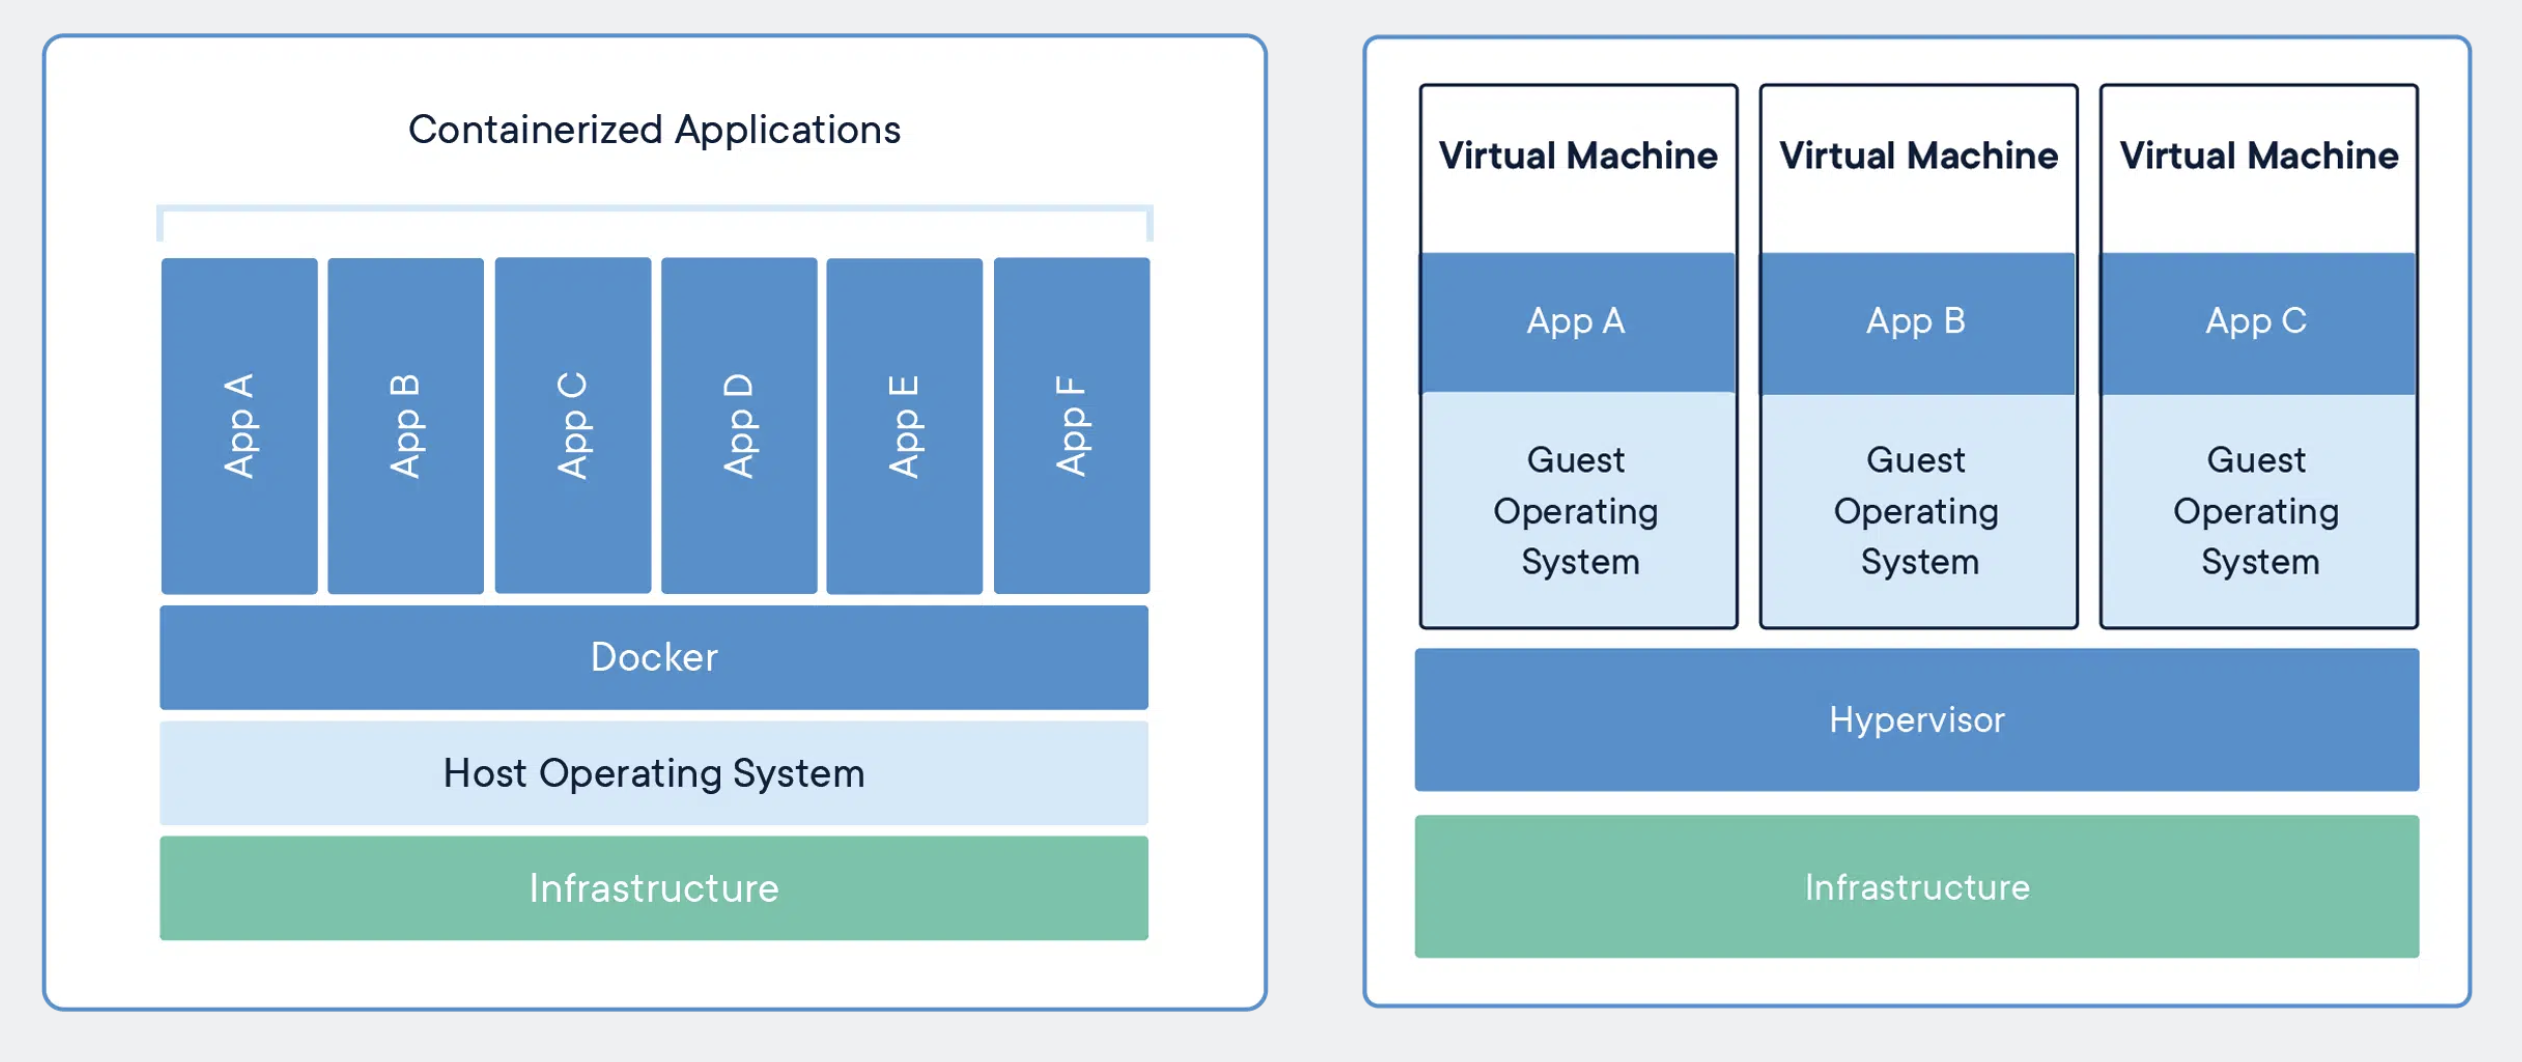 Containerized Applications
App A
App B
App C
App D
App E
App F
Docker
Host Operating System
Infrastructure
Virtual Machine
App A
Guest
Operating
System
Virtual Machine
App B
Guest
Operating
System
Virtual Machine
App C
Guest
Operating
System
Hypervisor
Infrastructure